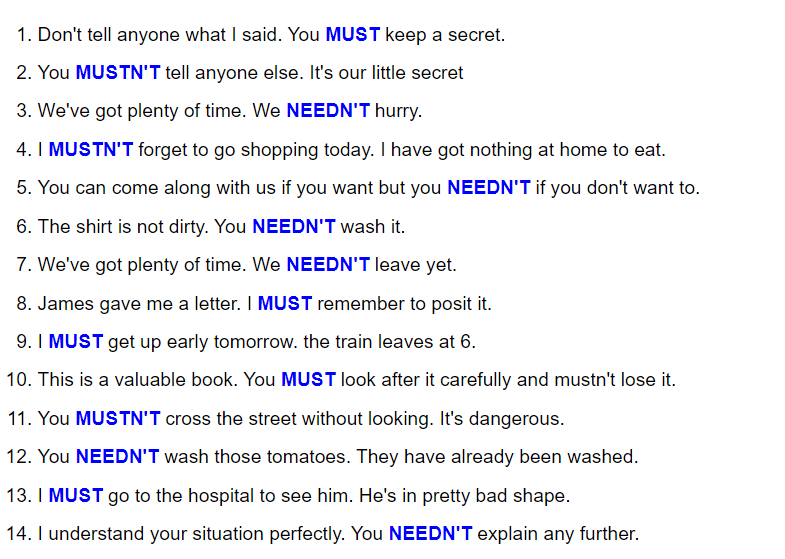 1. Don't tell anyone what I said. You MUST keep a secret.
2. You MUSTN'T tell anyone else. It's our little secret
3. We've got plenty of time. We NEEDN'T hurry.
4. I MUSTN'T forget to go shopping today. I have got nothing at home to eat.
5. You can come along with us if you want but you NEEDN'T if you don't want to.
6. The shirt is not dirty. You NEEDN'T wash it.
7. We've got plenty of time. We NEEDN'T leave yet.
8. James gave me a letter. I MUST remember to posit it.
9. I MUST get up early tomorrow. the train leaves at 6.
10. This is a valuable book. You MUST look after it carefully and mustn't lose it.
11. You MUSTN'T cross the street without looking. It's dangerous.
12. You NEEDN'T wash those tomatoes. They have already been washed.
13. I MUST go to the hospital to see him. He's in pretty bad shape.
14. I understand your situation perfectly. You NEEDN'T explain any further.